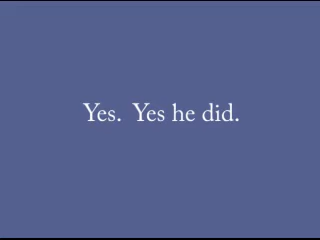 Yes.  Yes he did.